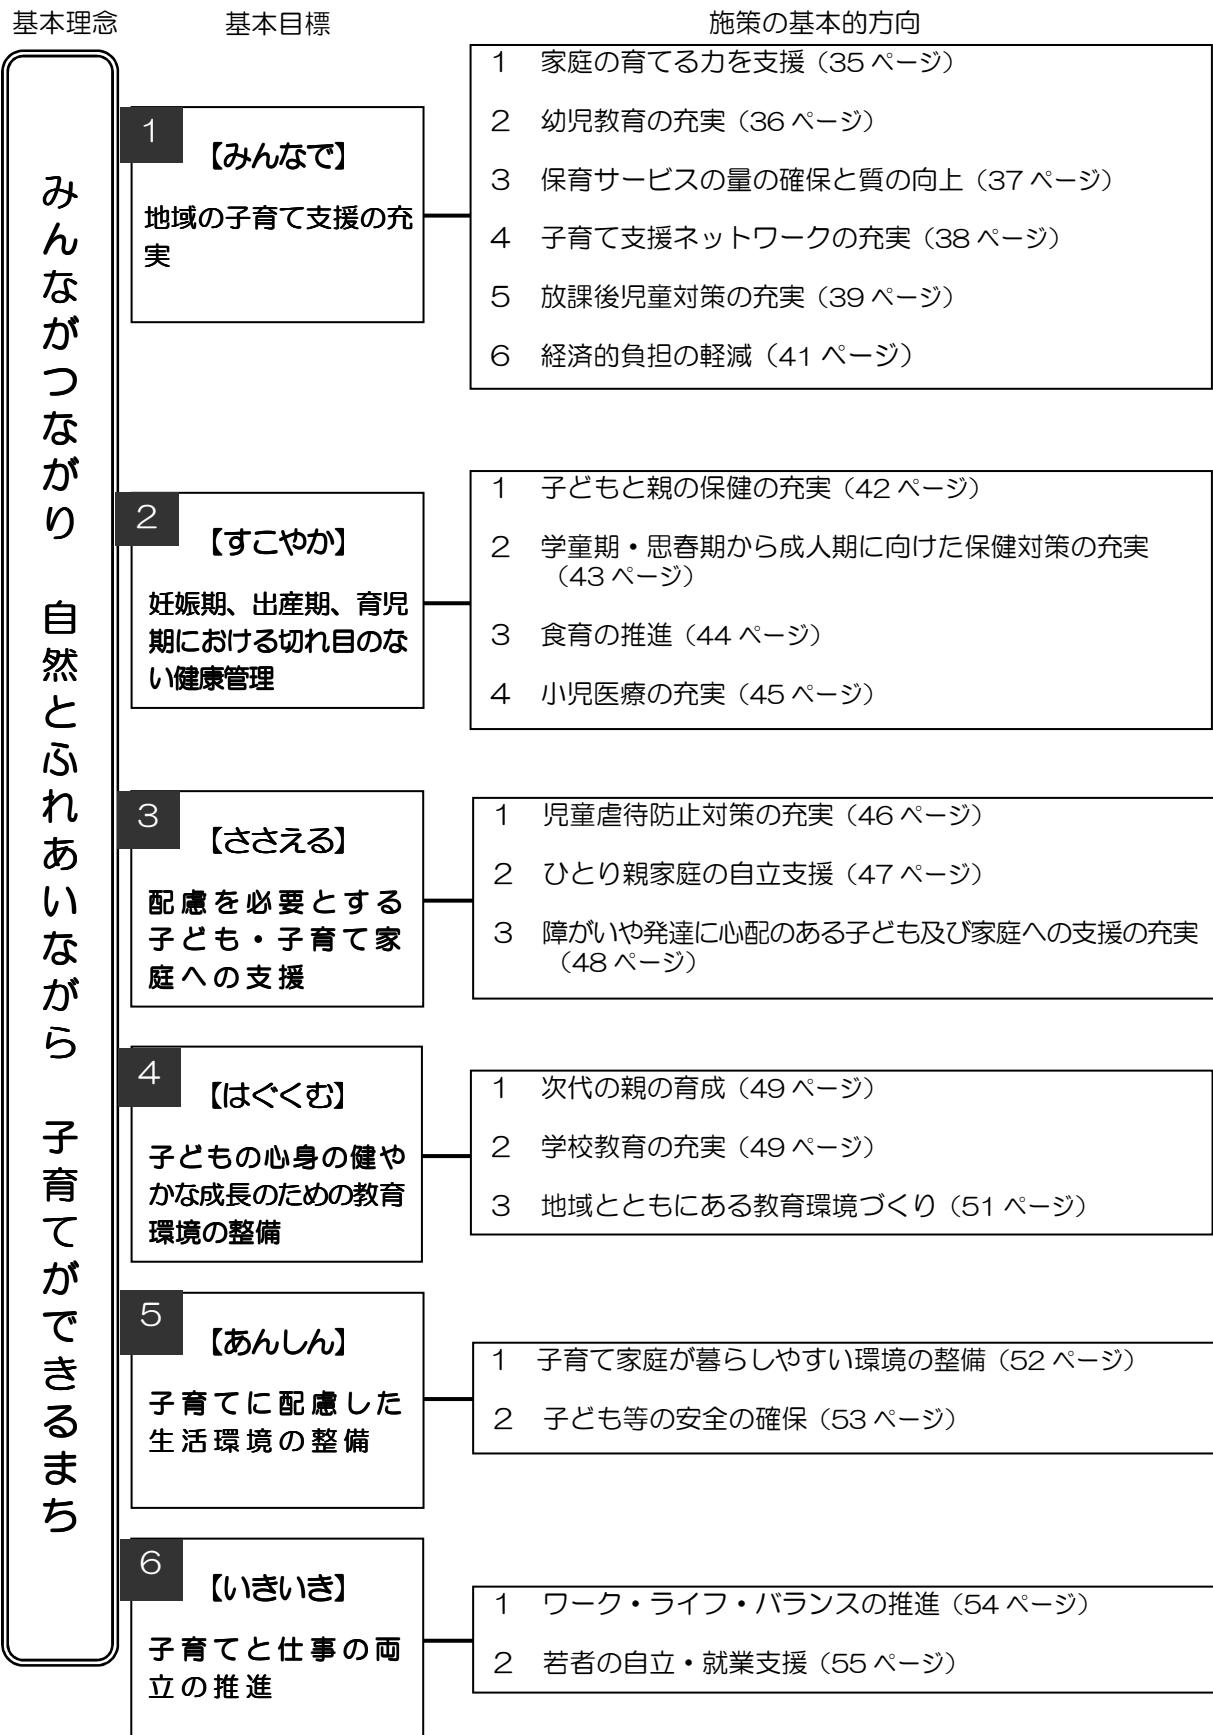 基本理念　基本目標　施策の基本的方向
みんながつながり　自然とふれあいながら　子育てができるまち
1
【みんなで】
地域の子育て支援の充
実
1　家庭の育てる力を支援（35 ページ）
2　幼児教育の充実（36 ページ）
3　保育サービスの量の確保と質の向上（37 ページ）
4　子育て支援ネットワークの充実（38 ページ）
5　放課後児童対策の充実（39 ページ）
6　経済的負担の軽減（41 ページ）
2
【すこやか】
妊娠期、出産期、育児
期における切れ目のな
い健康管理
1　子どもと親の保健の充実（42 ページ）
2　学童期・思春期から成人期に向けた保健対策の充実
（43 ページ）
3　食育の推進（44 ページ）
4　小児医療の充実（45 ページ）
3
【ささえる】
配慮を必要とする
子ども・子育て家
庭への支援
1　児童虐待防止対策の充実（46 ページ）
2　ひとり親家庭の自立支援（47 ページ）
3　障がいや発達に心配のある子ども及び家庭への支援の充実
（48 ページ）
4
【はぐくむ】
子どもの心身の健や
かな成長のための教育
環境の整備
1　次代の親の育成（49 ページ）
2　学校教育の充実（49 ページ）
3　地域とともにある教育環境づくり（51 ページ）
5
【あんしん】
子育てに配慮した
生活環境の整備
1　子育て家庭が暮らしやすい環境の整備（52 ページ）
2　子ども等の安全の確保（53 ページ）
6
【いきいき】
子育てと仕事の両
立の推進
1　ワーク・ライフ・バランスの推進（54 ページ）
2　若者の自立・就業支援（55 ページ）